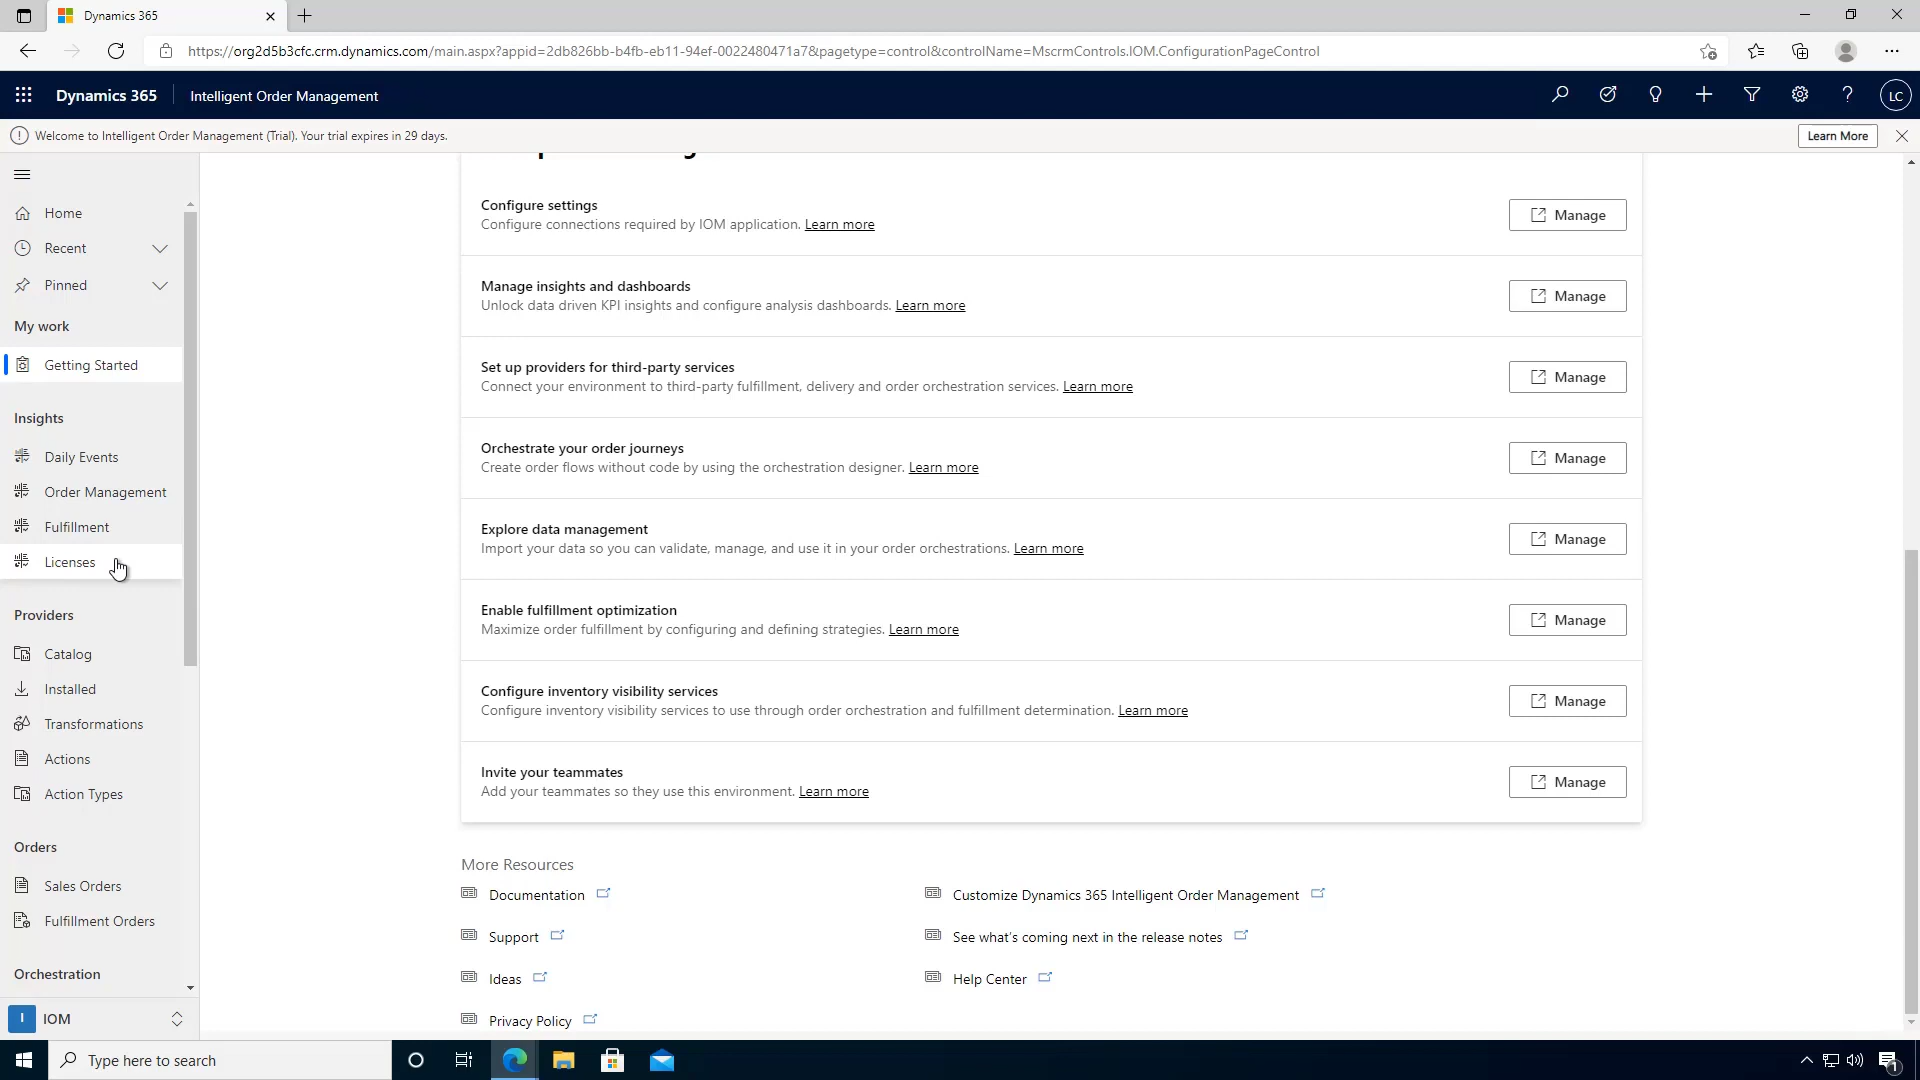 Dynamics 365
https://org2d5b3cfc.crm.dynamics.com/main.aspx?appid=2db826bb-b4fb-eb11-94ef-0022480471a7&pagetype=control&controlName=MscrmControls.IOM.ConfigurationPageControl
Dynamics 365
Intelligent Order Management
LC
Welcome to Intelligent Order Management (Trial). Your trial expires in 29 days.
Learn More
Home
Recent
Pinned
My work
Getting Started
Insights
Daily Events
Order Management
Fulfillment
Licenses
Providers
Catalog
Installed
Transformations
Actions
Action Types
Orders
Sales Orders
Fulfillment Orders
Orchestration
I
IOM
Configure settings
Configure connections required by IOM application. Learn more
Manage
Manage insights and dashboards
Unlock data driven KPI insights and configure analysis dashboards. Learn more
Manage
Set up providers for third-party services
Connect your environment to third-party fulfillment, delivery and order orchestration services. Learn more
Manage
Orchestrate your order journeys
Create order flows without code by using the orchestration designer. Learn more
Manage
Explore data management
Import your data so you can validate, manage, and use it in your order orchestrations. Learn more
Manage
Enable fulfillment optimization
Maximize order fulfillment by configuring and defining strategies. Learn more
Manage
Configure inventory visibility services
Configure inventory visibility services to use through order orchestration and fulfillment determination. Learn more
Manage
Invite your teammates
Add your teammates so they use this environment. Learn more
Manage
More Resources
Documentation
Customize Dynamics 365 Intelligent Order Management
Support
See what's coming next in the release notes
Ideas
Help Center
Privacy Policy
Type here to search
1